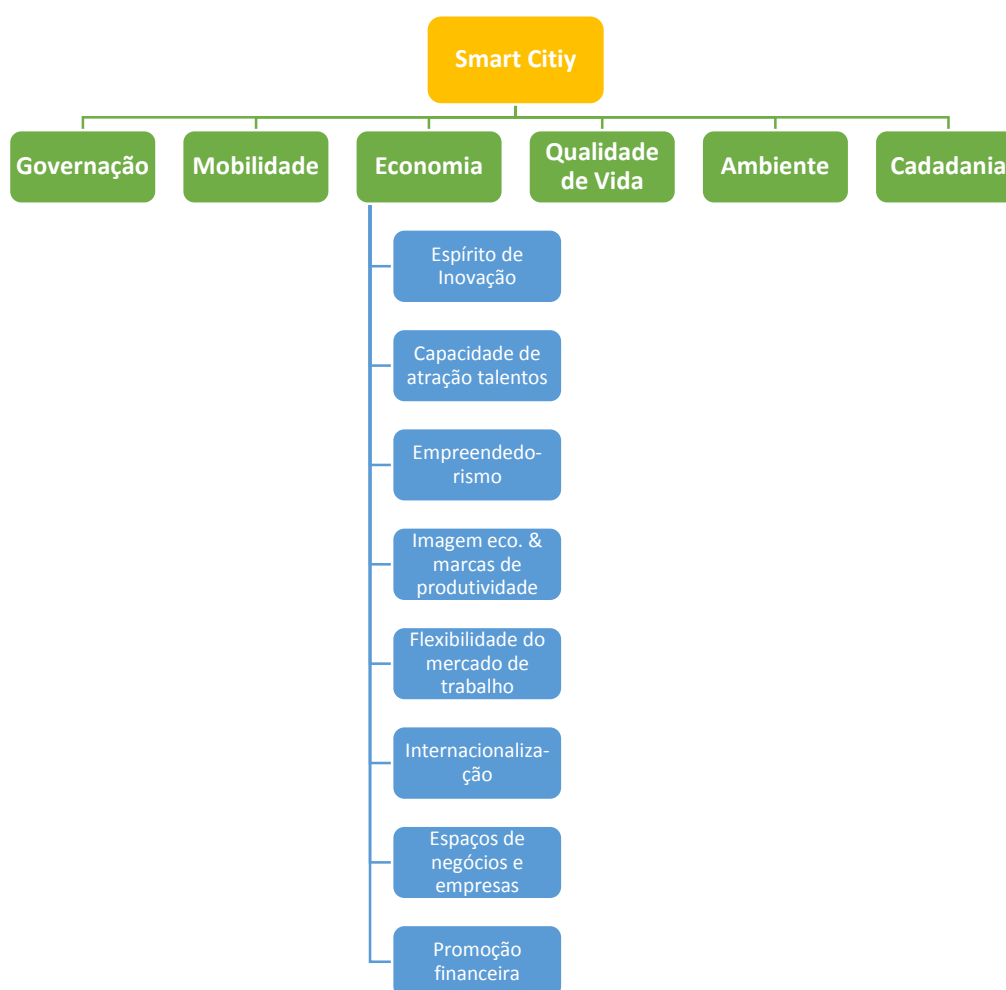 Smart Citiy
Governação
Mobilidade
Economia
Qualidade
de Vida
Ambiente
Cadadania
Espírito de
Inovação
Capacidade de
atração talentos
Empreendedo-
rismo
Imagem eco. &
marcas de
produtividade
Flexibilidade do
mercado de
trabalho
Internacionaliza-
ção
Espaços de
negócios e
empresas
Promoção
financeira